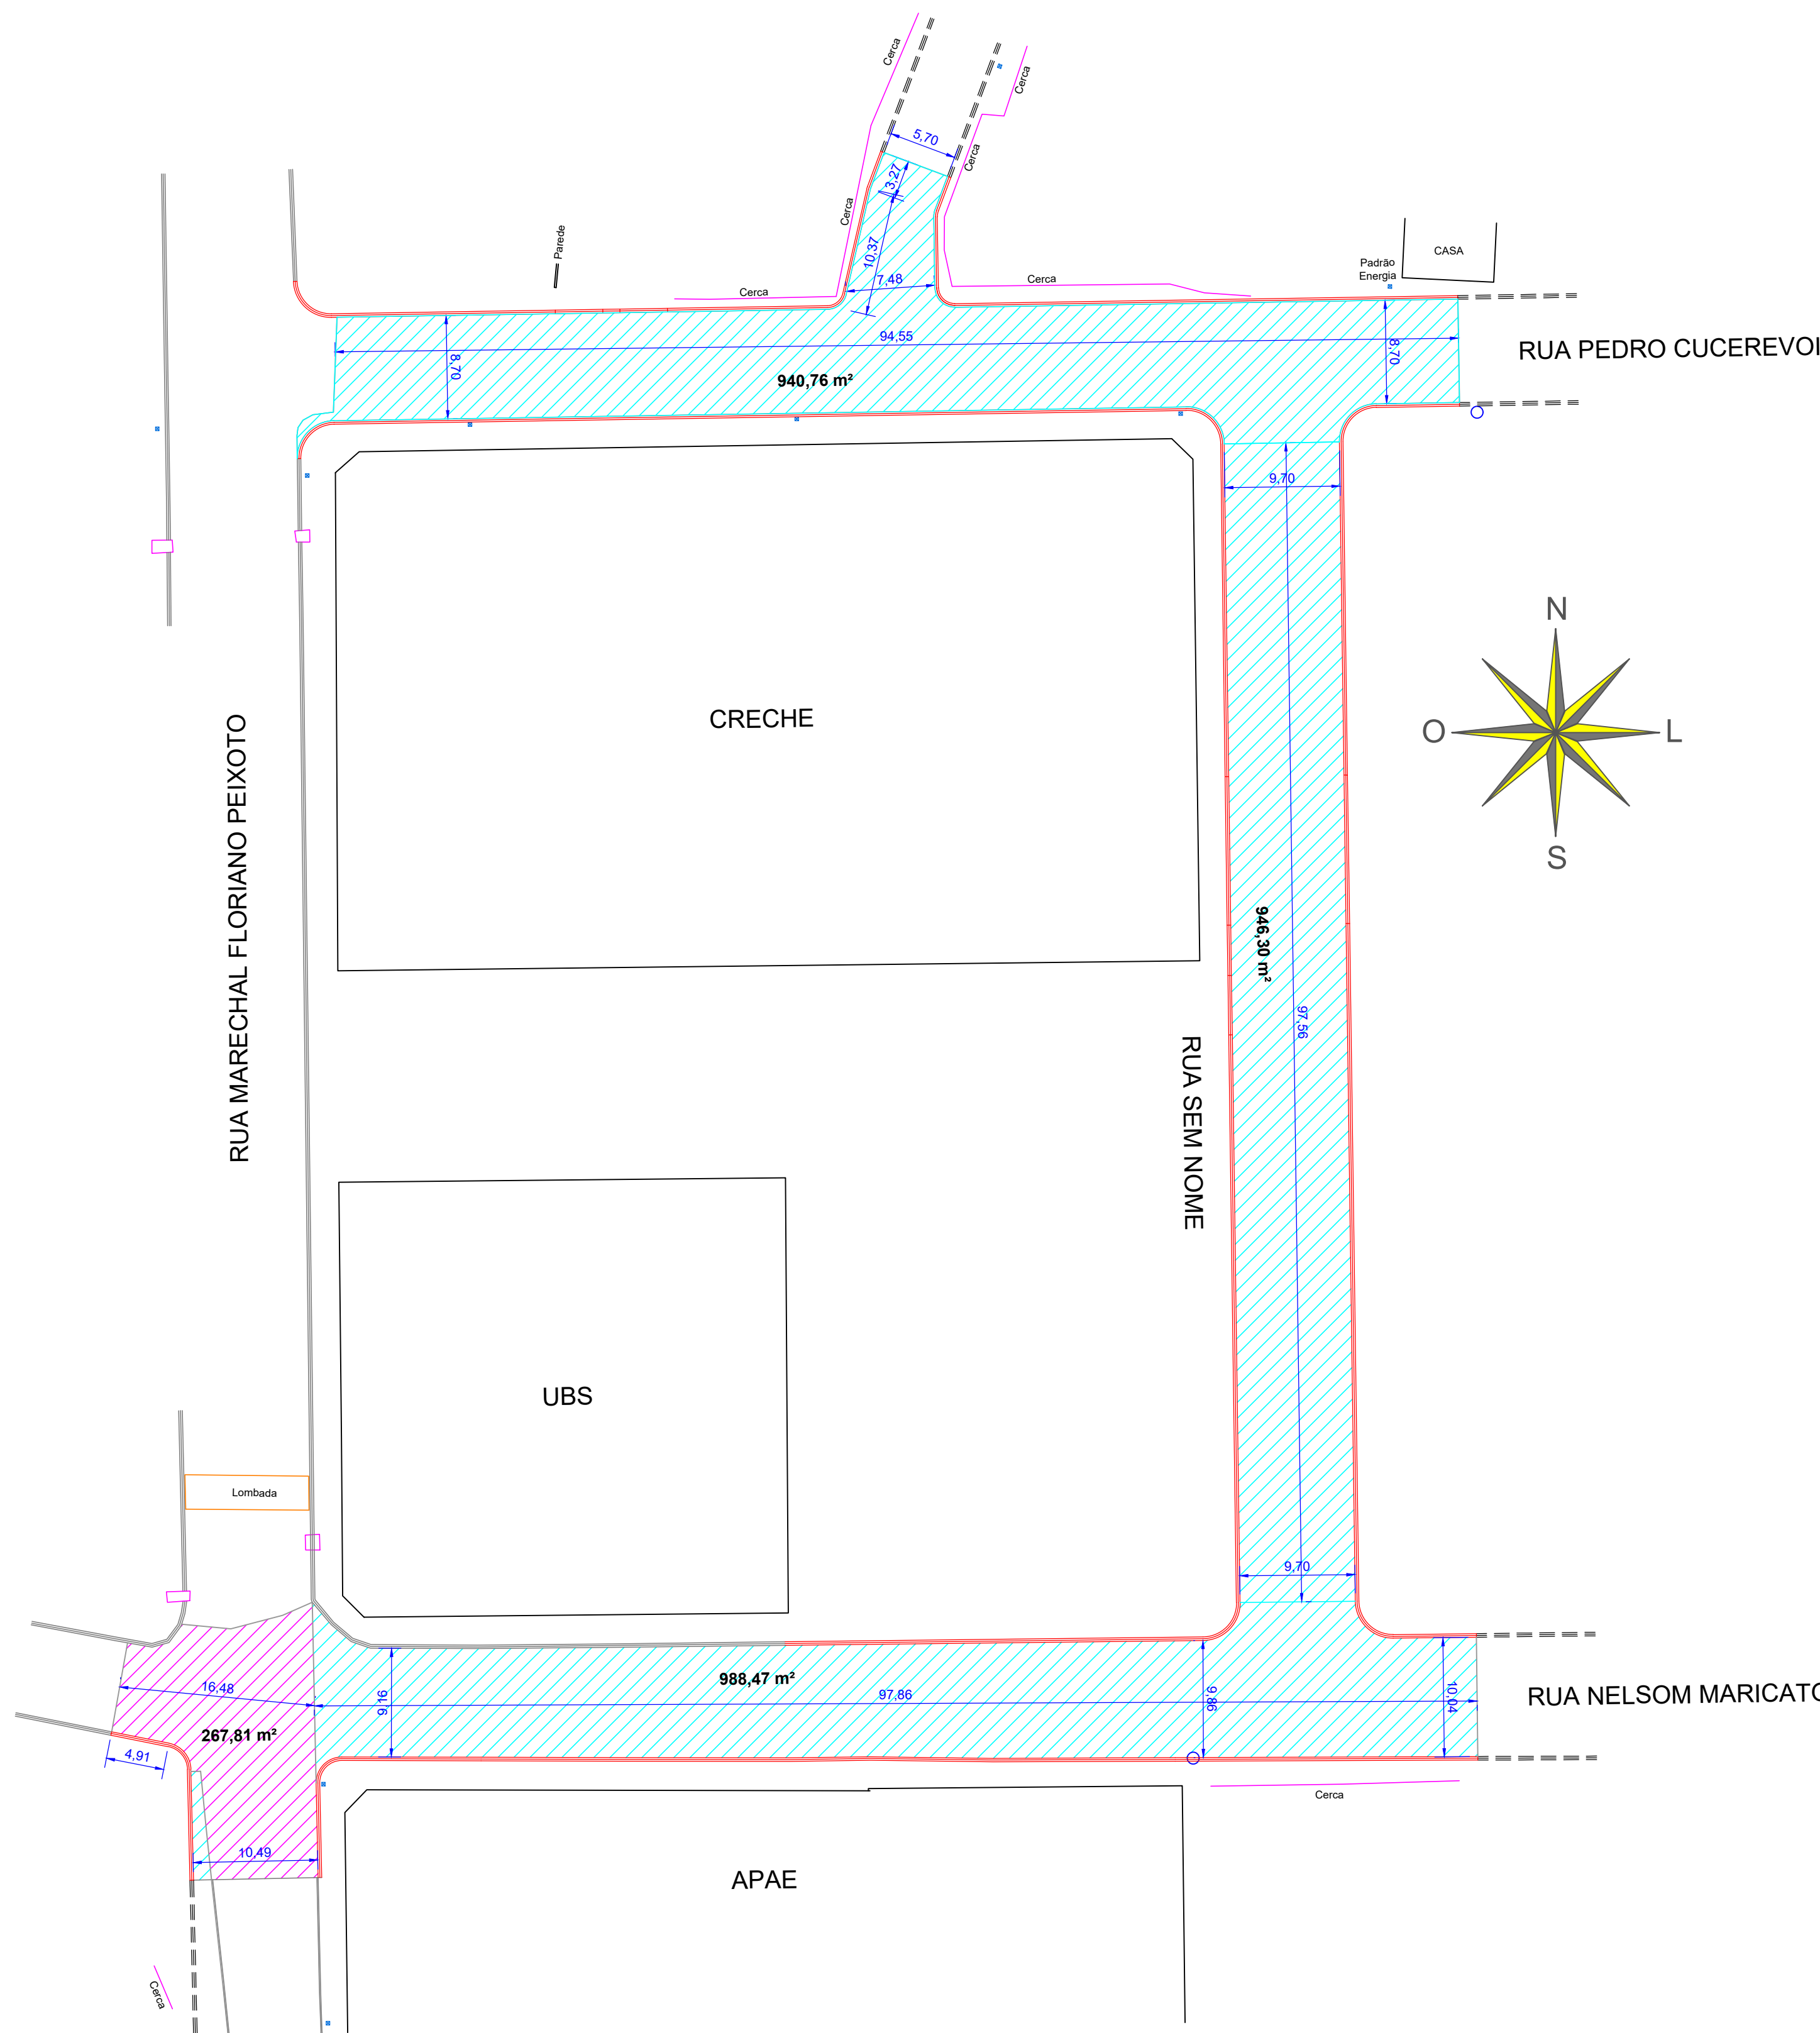 Cerca
Cerca
5,70
Cerca
3,27
Cerca
Parede
10,37
CASA
Padrão
Energia
7,48
Cerca
Cerca
94,55
8,70
8,70
RUA PEDRO CUCEREVOI
940,76 m²
9,70
N
O
L
S
CRECHE
RUA MARECHAL FLORIANO PEIXOTO
946,30 m²
97,56
RUA SEM NOME
UBS
Lombada
9,70
988,47 m²
16,48
9,16
97,86
9,86
10,04
RUA NELSOM MARICATO
267,81 m²
4,91
Cerca
10,49
APAE
Cerca